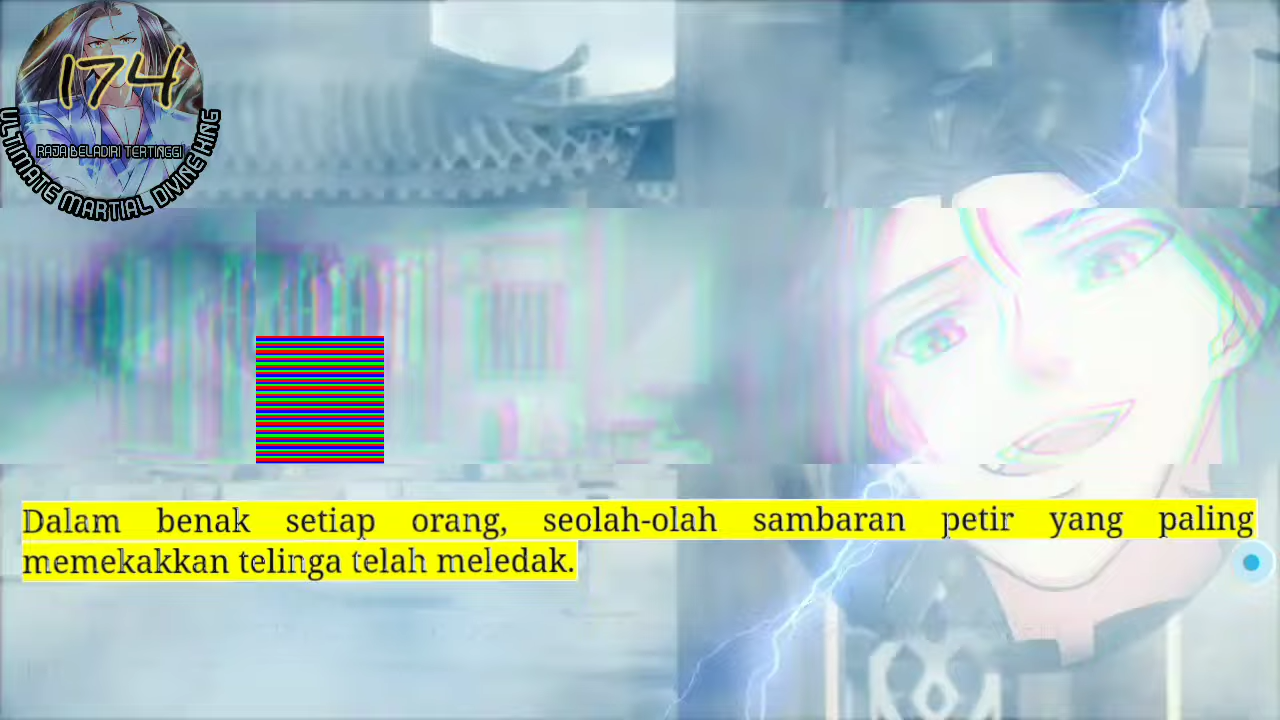 174
RAJA BELADIRI TERTINGGI
ULTIMATE MARTIAL DIVINE KING
Dalam benak setiap orang, seolah-olah sambaran petir yang paling
memekakkan telinga telah meledak.